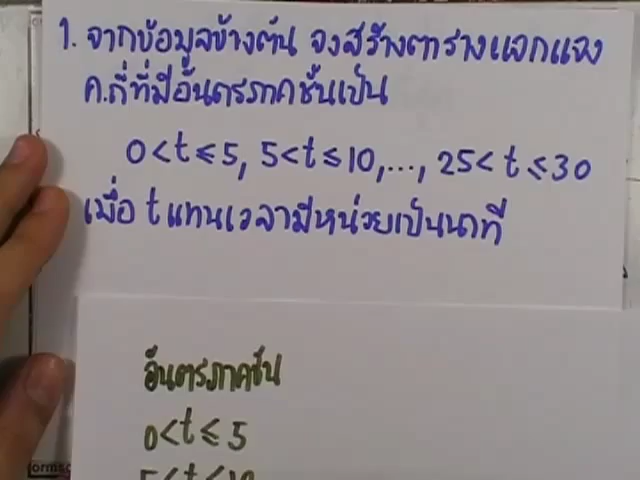 1. จากข้อมูลข้างต้น จงสร้างตารางแจกแจง
ค.ถี่ที่มีอันตรภาคชั้นเป็น
0<t≤5, 5<t≤10,..., 25<t≤30
เมื่อ t แทนเวลามีหน่วยเป็นนาที
อันตรภาคชั้น
0<t≤5
5<t≤10